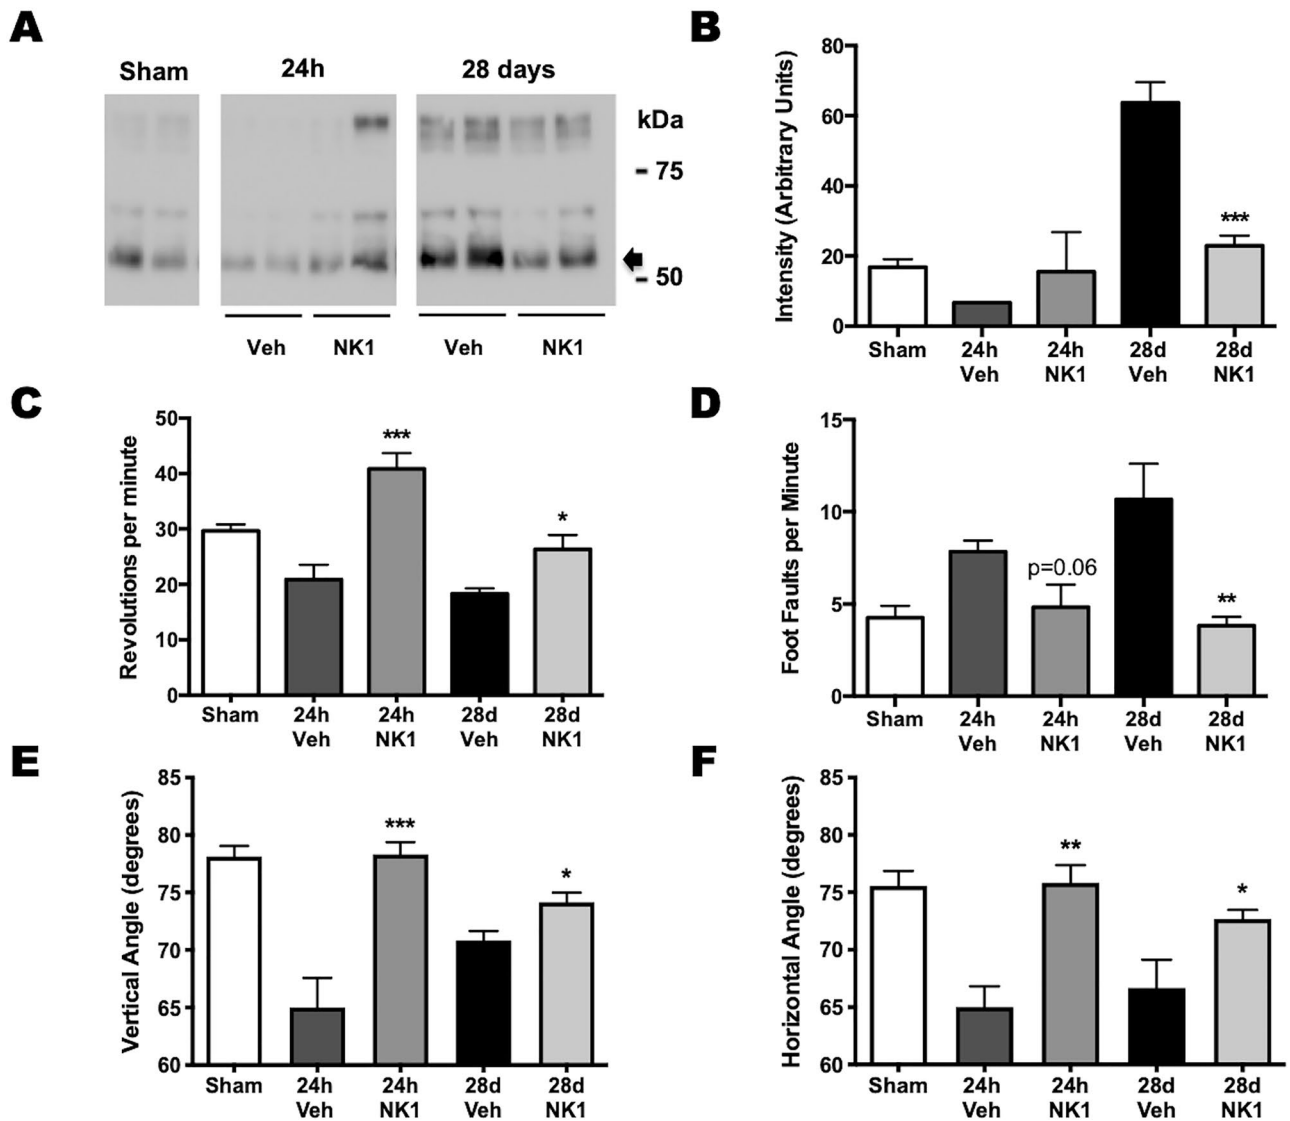 A
Sham
24h
28 days
kDa
75
50
Veh
NK1
Veh
NK1
B
Intensity (Arbitrary Units)
80
60
40
20
0
***
Sham
24h
Veh
24h
NK1
28d
Veh
28d
NK1
C
Revolutions per minute
50
40
30
20
10
0
***
*
Sham
24h
Veh
24h
NK1
28d
Veh
28d
NK1
D
Foot Faults per Minute
15
10
5
0
p=0.06
**
Sham
24h
Veh
24h
NK1
28d
Veh
28d
NK1
E
Vertical Angle (degrees)
85
80
75
70
65
60
***
*
Sham
24h
Veh
24h
NK1
28d
Veh
28d
NK1
F
Horizontal Angle (degrees)
85
80
75
70
65
60
**
*
Sham
24h
Veh
24h
NK1
28d
Veh
28d
NK1